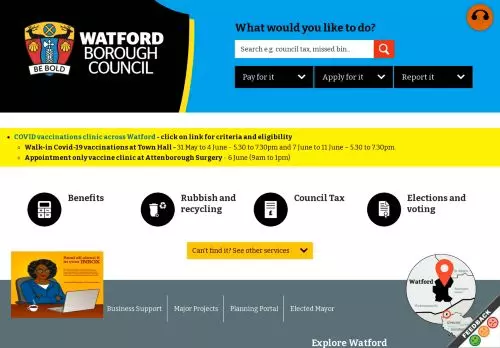 WATFORD
BOROUGH
COUNCIL
BE BOLD
What would you like to do?
Search e.g. council tax, missed bin..
Pay for it
Apply for it
Report it
COVID vaccinations clinic across Watford - click on link for criteria and eligibility
Walk-in Covid-19 vaccinations at Town Hall - 31 May to 4 June - 5.30 to 7.30pm and 7 June to 11 June – 5.30 to 7.30pm
Appointment only vaccine clinic at Attenborough Surgery - 6 June (9am to 1pm)
Benefits
Rubbish and recycling
Council Tax
Elections and voting
Can't find it? See other services
Read all about it
in your
INBOX
Business Support
Major Projects
Planning Portal
Elected Mayor
Watford
FEEDBACK
Explore Watford